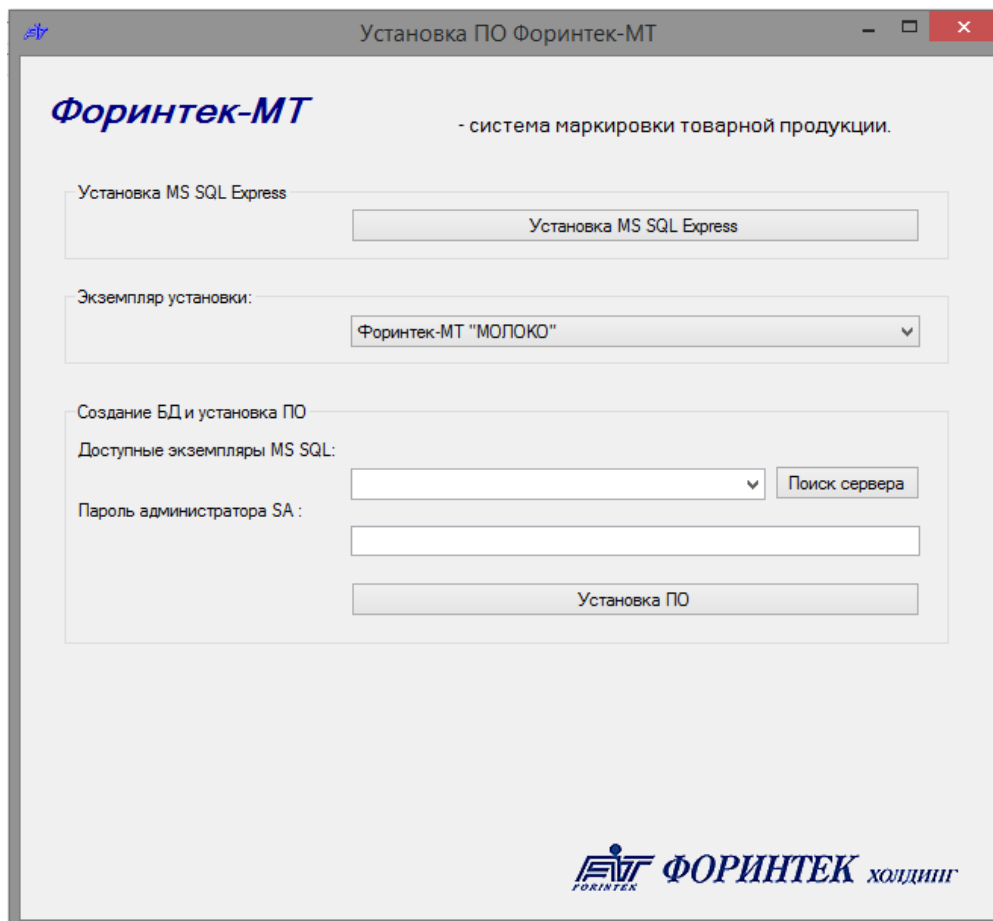 Установка ПО Форинтек-МТ
Форинтек-МТ
- система маркировки товарной продукции.
Установка MS SQL Express
Установка MS SQL Express
Экземпляр установки:
Форинтек-МТ "МОЛОКО"
Создание БД и установка ПО
Доступные экземпляры MS SQL:
Поиск сервера
Пароль администратора SA :
Установка ПО
FORINTEK
ФОРИНТЕК холдинг